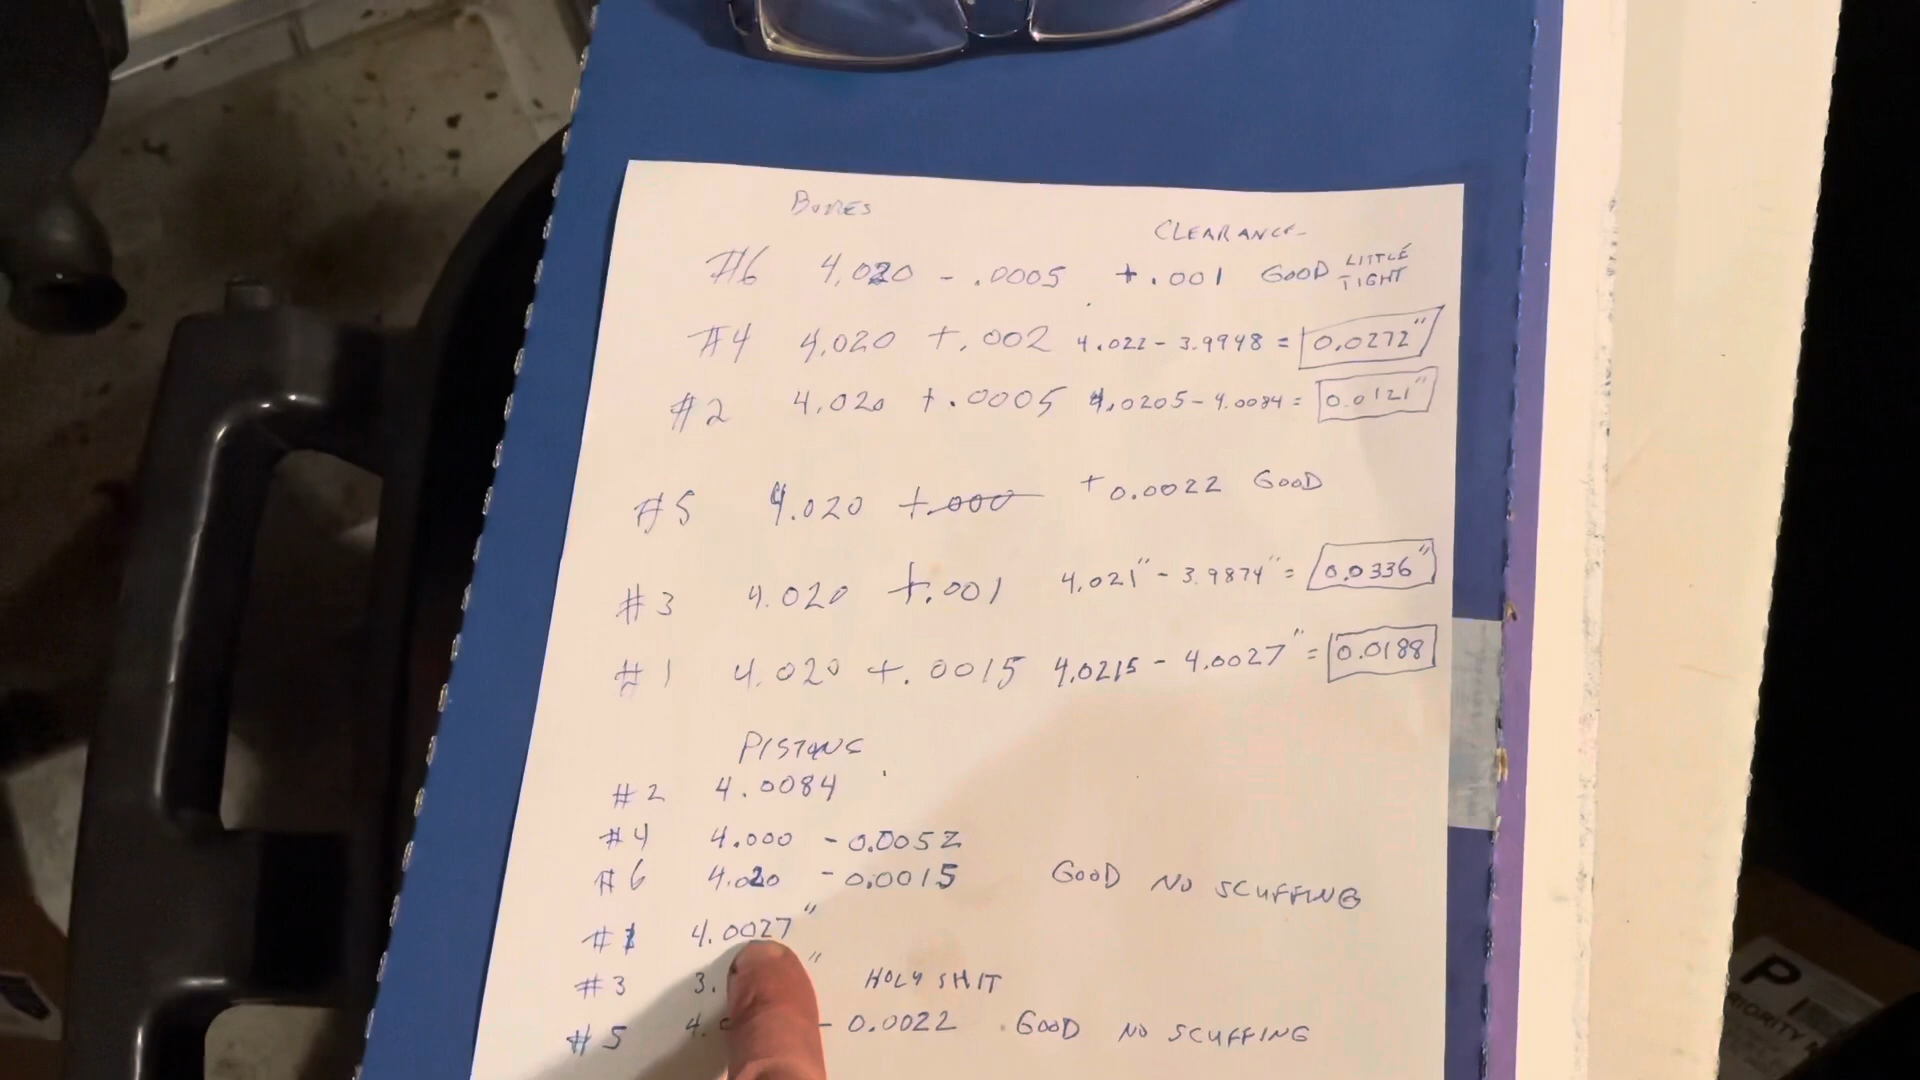 BORES
CLEARANCE
#6 4.020 - .0005 +.001 GOOD LITTLE TIGHT
#4 4.020 +.002 4.022 - 3.9948 = 0.0272"
#2 4.020 +.0005 4.0205 - 4.0084 = 0.0121"
#5 4.020 +.000 +0.0022 GOOD
#3 4.020 +.001 4.021" - 3.9874" = 0.0336"
#1 4.020 +.0015 4.0215 - 4.0027" = 0.0188
PISTONS
#2 4.0084
#4 4.000 - 0.0052
#6 4.020 - 0.0015 GOOD NO SCUFFING
#1 4.0027"
#3 3. " HOLY SHIT
#5 4.0 - 0.0022 GOOD NO SCUFFING
P
PRIORITY